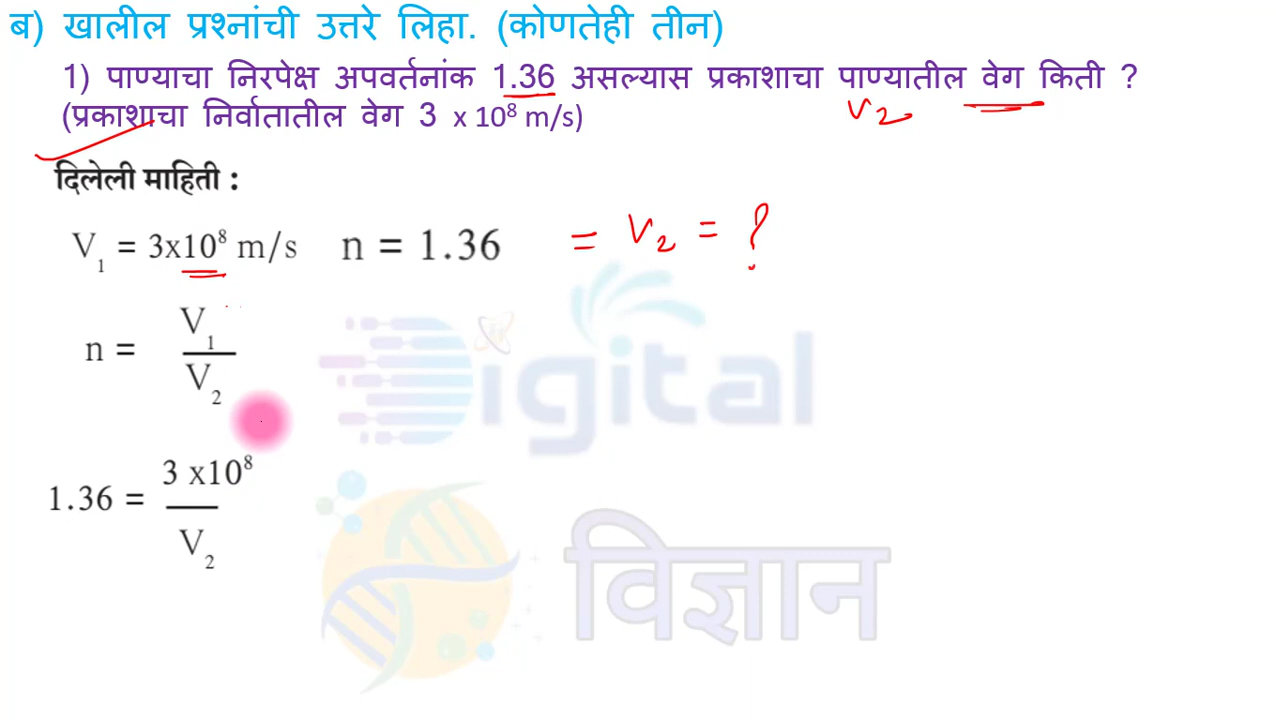 ब) खालील प्रश्नांची उत्तरे लिहा. (कोणतेही तीन)
1) पाण्याचा निरपेक्ष अपवर्तनांक 1.36 असल्यास प्रकाशाचा पाण्यातील वेग किती ?
(प्रकाशाचा निर्वातातील वेग 3 x 10⁸ m/s)
V₂
दिलेली माहिती :
V₁ = 3x10⁸ m/s n = 1.36 = V₂ = ?
n = V₁
V₂
Digital
1.36 = 3 x10⁸
V₂
विज्ञान